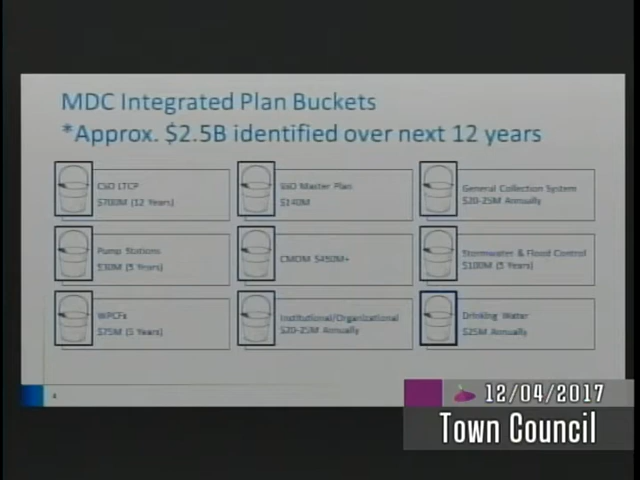 MDC Integrated Plan Buckets
*Approx. $2.5B identified over next 12 years
CSO LTCP
$700M (12 Years)
SSO Master Plan
$140M
General Collection System
$20-25M Annually
Pump Stations
$30M (5 Years)
CMOM $450M+
Stormwater & Flood Control
$100M (5 Years)
WPCFs
$75M (5 Years)
Institutional/Organizational
$20-25M Annually
Drinking Water
$25M Annually
12/04/2017
Town Council